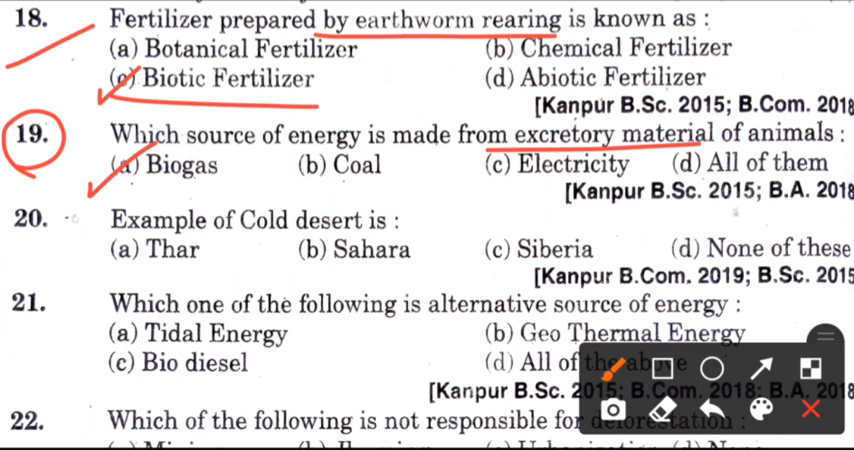 18. Fertilizer prepared by earthworm rearing is known as :
(a) Botanical Fertilizer (b) Chemical Fertilizer
(c) Biotic Fertilizer (d) Abiotic Fertilizer
[Kanpur B.Sc. 2015; B.Com. 2018
19. Which source of energy is made from excretory material of animals :
(a) Biogas (b) Coal (c) Electricity (d) All of them
[Kanpur B.Sc. 2015; B.A. 2018
20. Example of Cold desert is :
(a) Thar (b) Sahara (c) Siberia (d) None of these
[Kanpur B.Com. 2019; B.Sc. 2015
21. Which one of the following is alternative source of energy :
(a) Tidal Energy (b) Geo Thermal Energy
(c) Bio diesel (d) All of the above
[Kanpur B.Sc. 2015; B.Com. 2018; B.A. 2018
22. Which of the following is not responsible for deforestation :